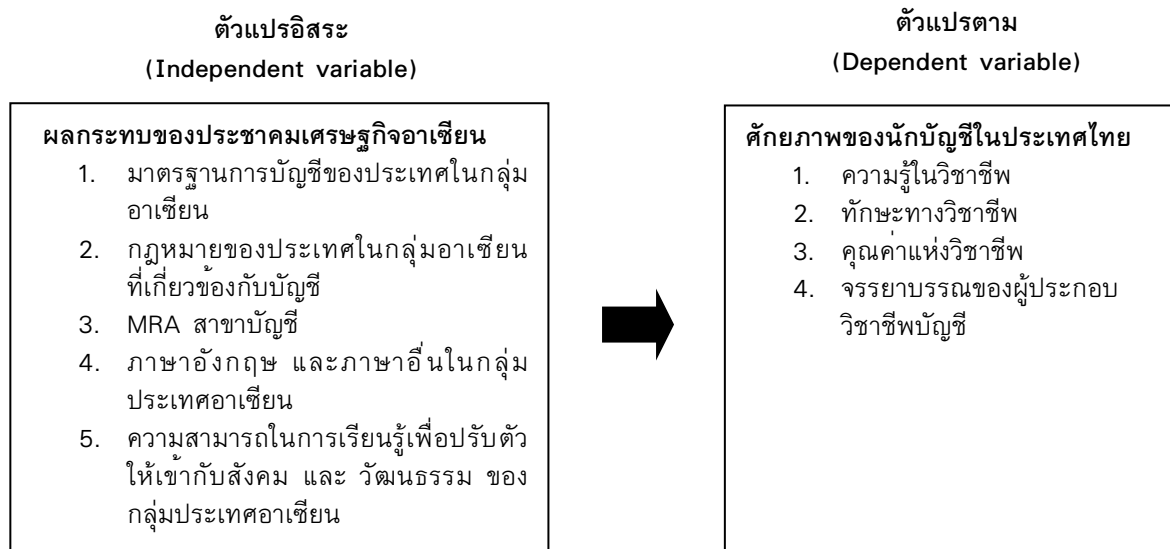 ตัวแปรอิสระ
(Independent variable)
ผลกระทบของประชาคมเศรษฐกิจอาเซียน
1. มาตรฐานการบัญชีของประเทศในกลุ่ม
อาเซียน
2. กฎหมายของประเทศในกลุ่มอาเซียน
ที่เกี่ยวข้องกับบัญชี
3. MRA สาขาบัญชี
4. ภาษาอังกฤษ และภาษาอื่นในกลุ่ม
ประเทศอาเซียน
5. ความสามารถในการเรียนรู้เพื่อปรับตัว
ให้เข้ากับสังคม และ วัฒนธรรม ของ
กลุ่มประเทศอาเซียน
ตัวแปรตาม
(Dependent variable)
ศักยภาพของนักบัญชีในประเทศไทย
1. ความรู้ในวิชาชีพ
2. ทักษะทางวิชาชีพ
3. คุณค่าแห่งวิชาชีพ
4. จรรยาบรรณของผู้ประกอบ
วิชาชีพบัญชี